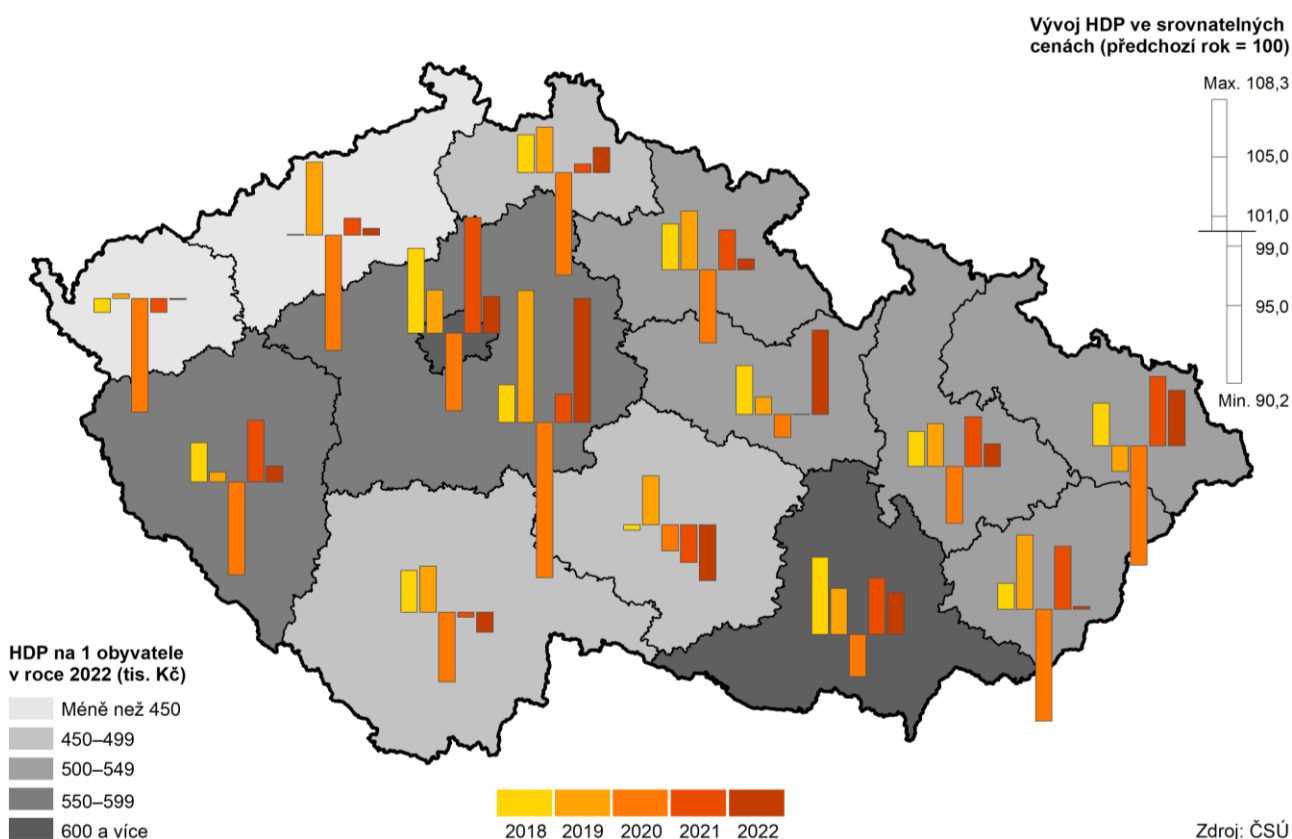 Vývoj HDP ve srovnatelných
cenách (předchozí rok = 100)
Max. 108,3
105,0
101,0
99,0
95,0
Min. 90,2
HDP na 1 obyvatele
v roce 2022 (tis. Kč)
Méně než 450
450–499
500–549
550–599
600 a více
2018 2019 2020 2021 2022
Zdroj: ČSÚ